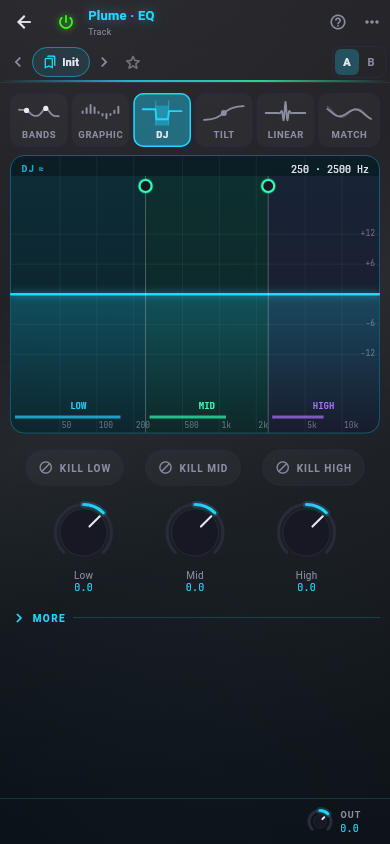 Plume · EQ
Track
Init
A B
BANDS GRAPHIC DJ TILT LINEAR MATCH
DJ ≈ 250 · 2500 Hz
+12
+6
-6
-12
LOW MID HIGH
50 100 200 500 1k 2k 5k 10k
KILL LOW KILL MID KILL HIGH
Low Mid High
0.0 0.0 0.0
MORE
OUT
0.0